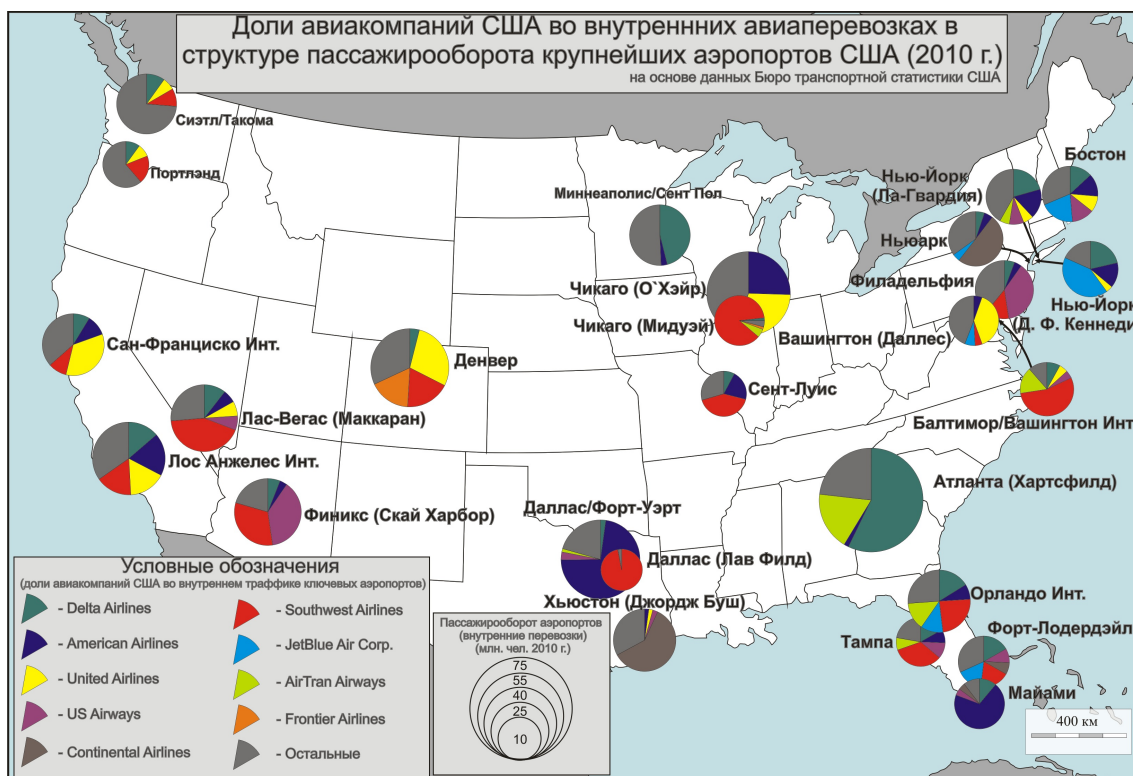 Доли авиакомпаний США во внутреннних авиаперевозках в
структуре пассажирооборота крупнейших аэропортов США (2010 г.)
на основе данных Бюро транспортной статистики США
Сиэтл/Такома
Портлэнд
Миннеаполис/Сент Пол
Бостон
Нью-Йорк
(Ла-Гвардия)
Ньюарк
Филадельфия
Нью-Йорк
(Д. Ф. Кеннеди
Чикаго (О`Хэйр)
Чикаго (Мидуэй)
Вашингтон (Даллес)
Сан-Франциско Инт.
Денвер
Сент-Луис
Балтимор/Вашингтон Инт
Лас-Вегас (Маккаран)
Лос Анжелес Инт.
Финикс (Скай Харбор)
Атланта (Хартсфилд)
Даллас/Форт-Уэрт
Даллас (Лав Филд)
Хьюстон (Джордж Буш)
Орландо Инт.
Тампа
Форт-Лодердэйл
Майами
Условные обозначения
(доли авиакомпаний США во внутреннем траффике ключевых аэропортов)
- Delta Airlines
- American Airlines
- United Airlines
- US Airways
- Continental Airlines
- Southwest Airlines
- JetBlue Air Corp.
- AirTran Airways
- Frontier Airlines
- Остальные
Пассажирооборот аэропортов
(внутренние перевозки)
(млн. чел. 2010 г.)
75
55
40
25
10
400 км